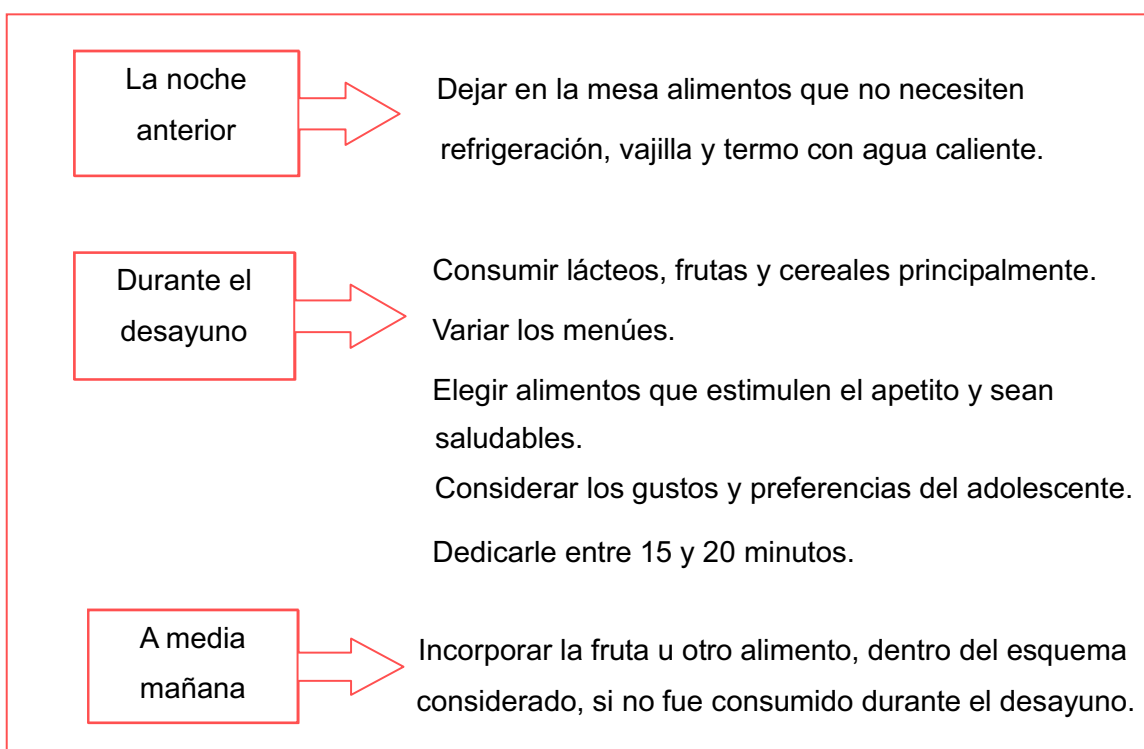 La noche
anterior
Dejar en la mesa alimentos que no necesiten
refrigeración, vajilla y termo con agua caliente.
Durante el
desayuno
Consumir lácteos, frutas y cereales principalmente.
Variar los menúes.
Elegir alimentos que estimulen el apetito y sean
saludables.
Considerar los gustos y preferencias del adolescente.
Dedicarle entre 15 y 20 minutos.
A media
mañana
Incorporar la fruta u otro alimento, dentro del esquema
considerado, si no fue consumido durante el desayuno.